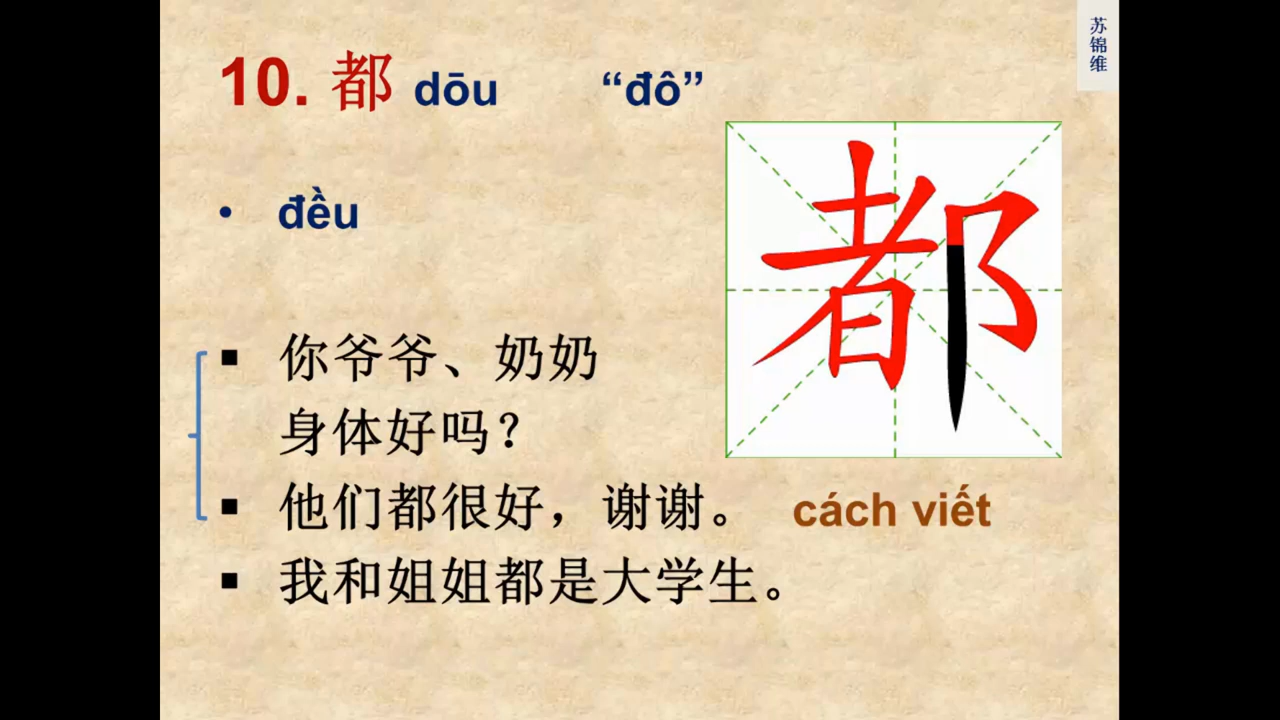 苏锦维
10. 都 dōu “đô”
• đều
都
▪ 你爷爷、奶奶
身体好吗？
▪ 他们都很好，谢谢。
cách viết
▪ 我和姐姐都是大学生。